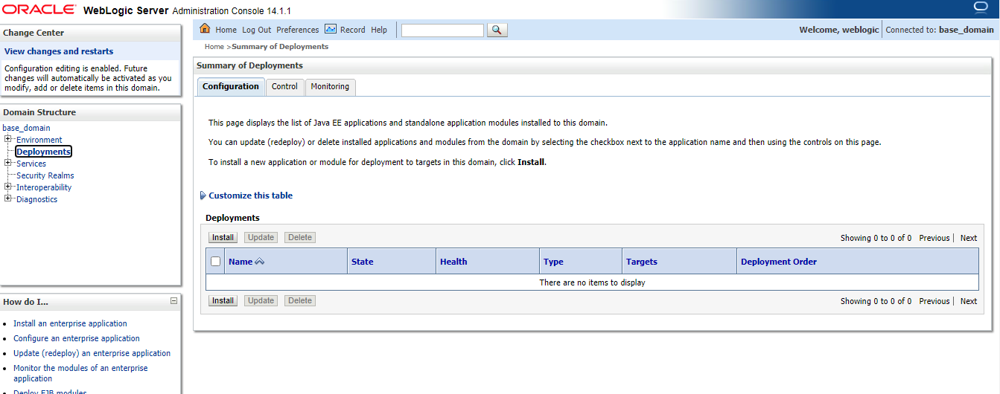 ORACLE WebLogic Server Administration Console 14.1.1
Change Center
View changes and restarts
Configuration editing is enabled. Future
changes will automatically be activated as you
modify, add or delete items in this domain.
Domain Structure
base_domain
Environment
Deployments
Services
Security Realms
Interoperability
Diagnostics
How do I...
Install an enterprise application
Configure an enterprise application
Update (redeploy) an enterprise application
Monitor the modules of an enterprise
application
Deploy EJB modules
Home Log Out Preferences Record Help
Welcome, weblogic Connected to: base_domain
Home >Summary of Deployments
Summary of Deployments
Configuration Control Monitoring
This page displays the list of Java EE applications and standalone application modules installed to this domain.
You can update (redeploy) or delete installed applications and modules from the domain by selecting the checkbox next to the application name and then using the controls on this page.
To install a new application or module for deployment to targets in this domain, click Install.
Customize this table
Deployments
Install Update Delete Showing 0 to 0 of 0 Previous | Next
Name State Health Type Targets Deployment Order
There are no items to display
Install Update Delete Showing 0 to 0 of 0 Previous | Next